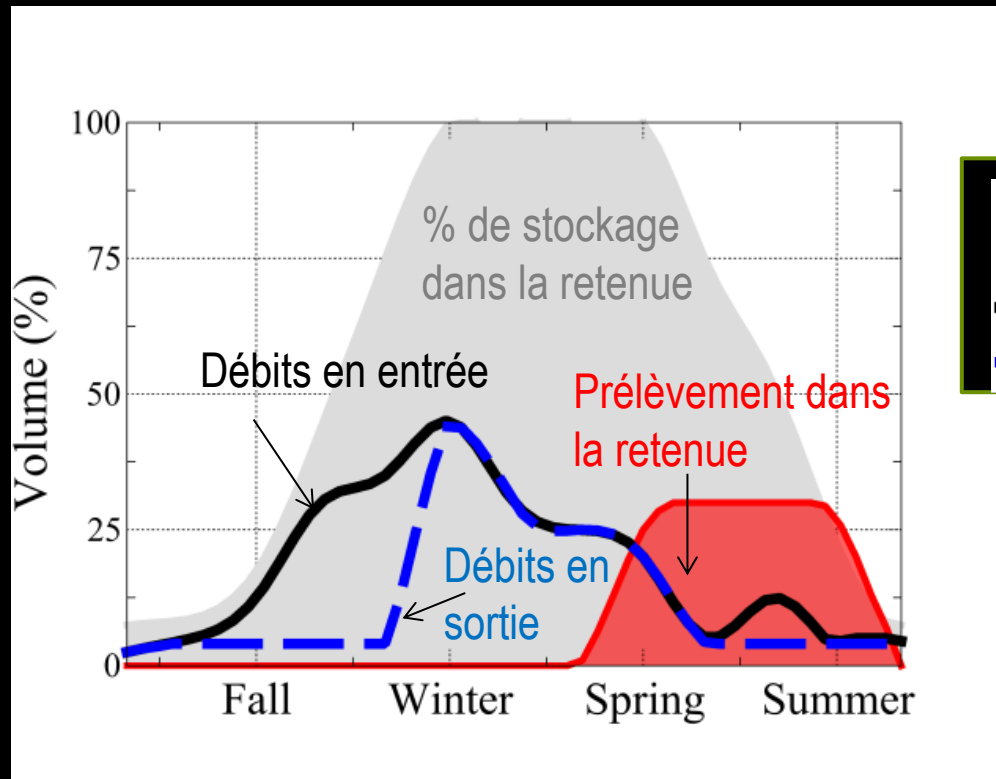 100
75
50
25
0
Volume (%)
% de stockage
dans la retenue
Débits en entrée
Prélèvement dans
la retenue
Débits en
sortie
Fall
Winter
Spring
Summer